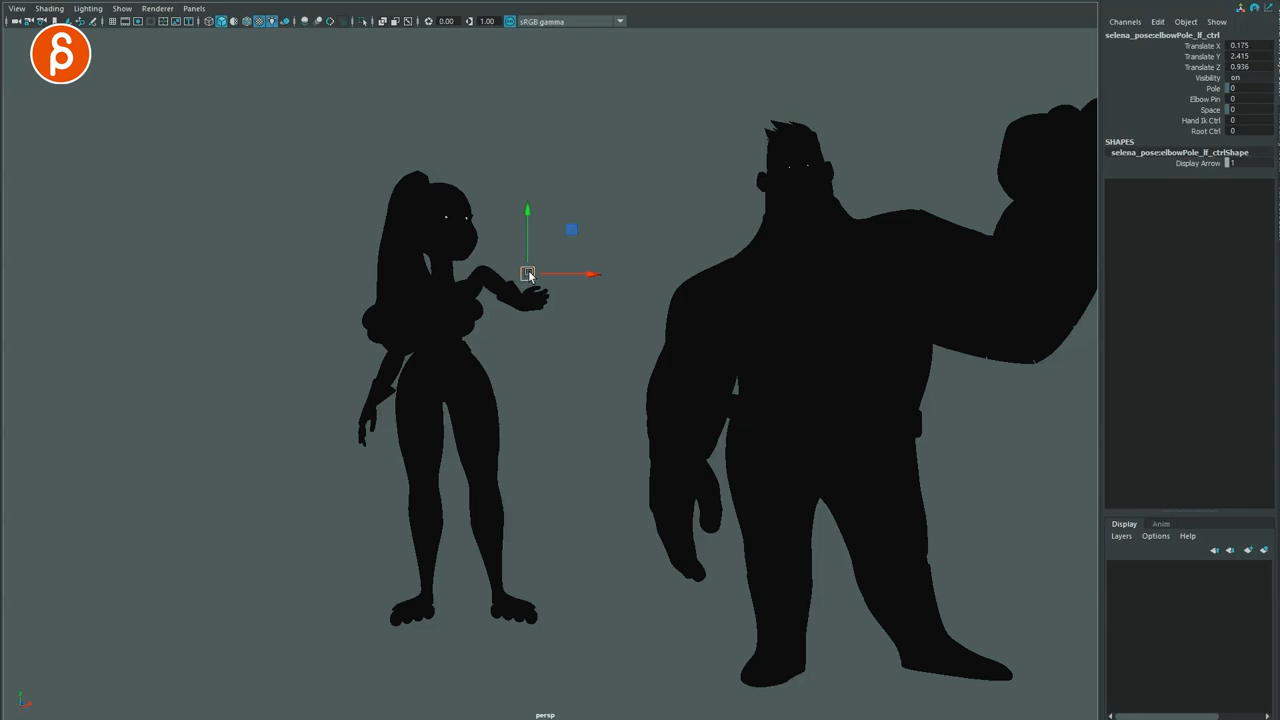 View Shading Lighting Show Renderer Panels
0.00 1.00 sRGB gamma
Channels Edit Object Show
selena_pose:elbowPole_lf_ctrl
Translate X 0.175
Translate Y 2.415
Translate Z 0.936
Visibility on
Pole 0
Elbow Pin 0
Space 0
Hand Ik Ctrl 0
Root Ctrl 0
SHAPES
selena_pose:elbowPole_lf_ctrlShape
Display Arrow 1
Display Anim
Layers Options Help
persp